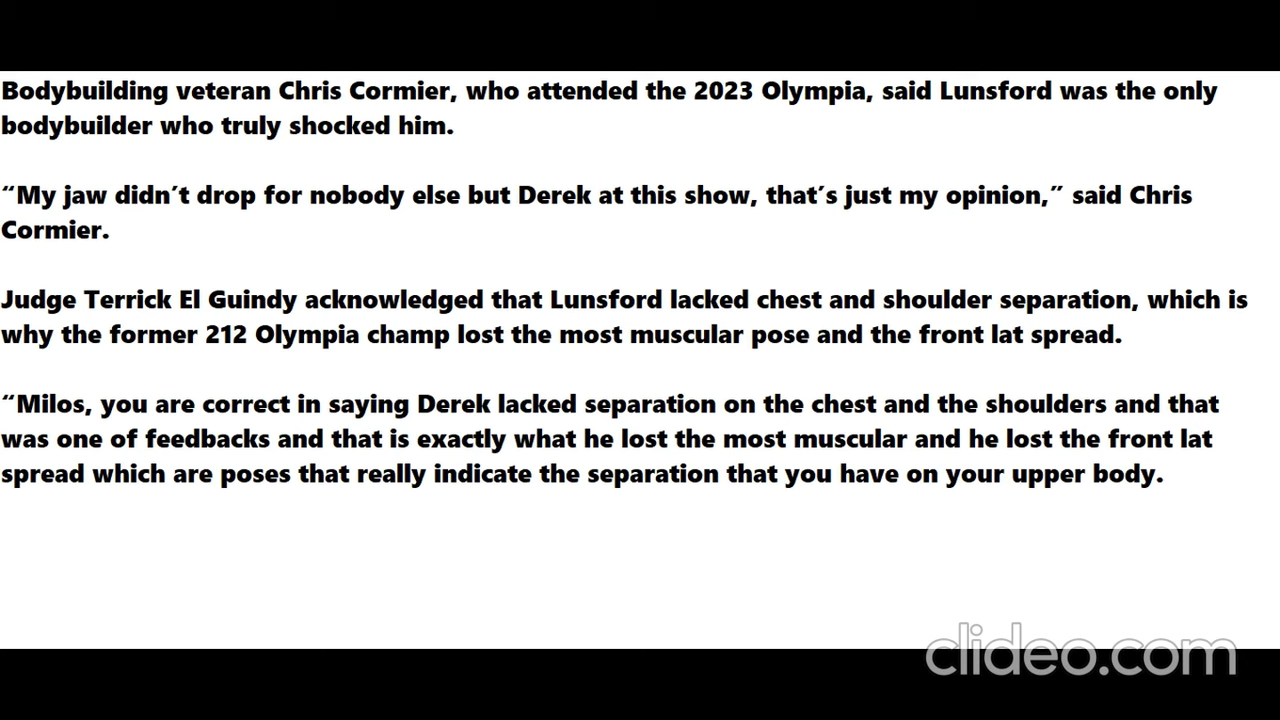 Bodybuilding veteran Chris Cormier, who attended the 2023 Olympia, said Lunsford was the only
bodybuilder who truly shocked him.
“My jaw didn’t drop for nobody else but Derek at this show, that’s just my opinion,” said Chris
Cormier.
Judge Terrick El Guindy acknowledged that Lunsford lacked chest and shoulder separation, which is
why the former 212 Olympia champ lost the most muscular pose and the front lat spread.
“Milos, you are correct in saying Derek lacked separation on the chest and the shoulders and that
was one of feedbacks and that is exactly what he lost the most muscular and he lost the front lat
spread which are poses that really indicate the separation that you have on your upper body.
clideo.com